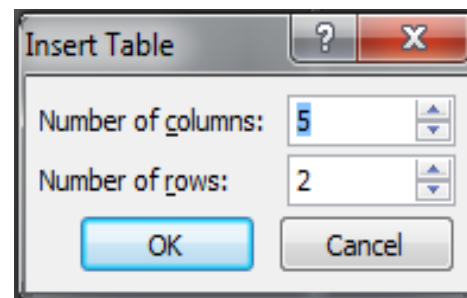 Insert Table ? X
Number of columns: 5
Number of rows: 2
OK Cancel